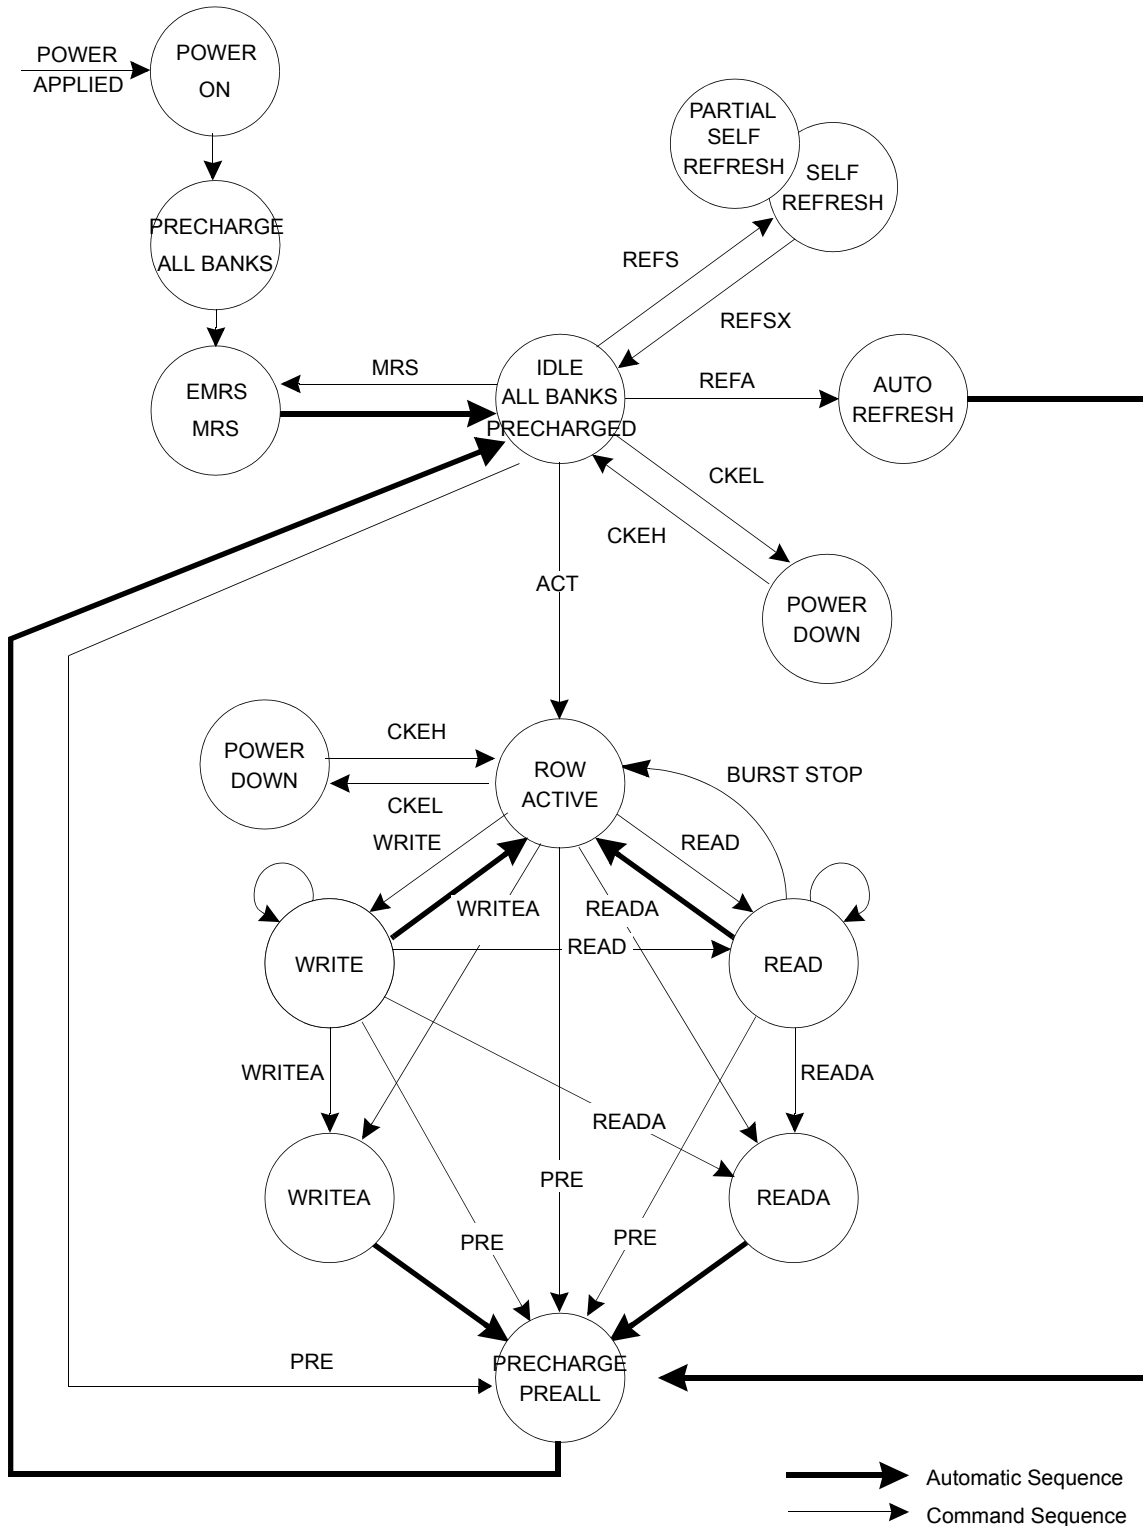 POWER
APPLIED
POWER
ON
PARTIAL
SELF
REFRESH
SELF
REFRESH
PRECHARGE
ALL BANKS
REFS
REFSX
EMRS
MRS
MRS
IDLE
ALL BANKS
PRECHARGED
REFA
AUTO
REFRESH
CKEL
CKEH
ACT
POWER
DOWN
POWER
DOWN
CKEH
CKEL
ROW
ACTIVE
BURST STOP
WRITE
READ
WRITEA
READA
WRITE
READ
READ
WRITEA
READA
READA
WRITEA
PRE
READA
PRE
PRE
PRE
PRECHARGE
PREALL
Automatic Sequence
Command Sequence